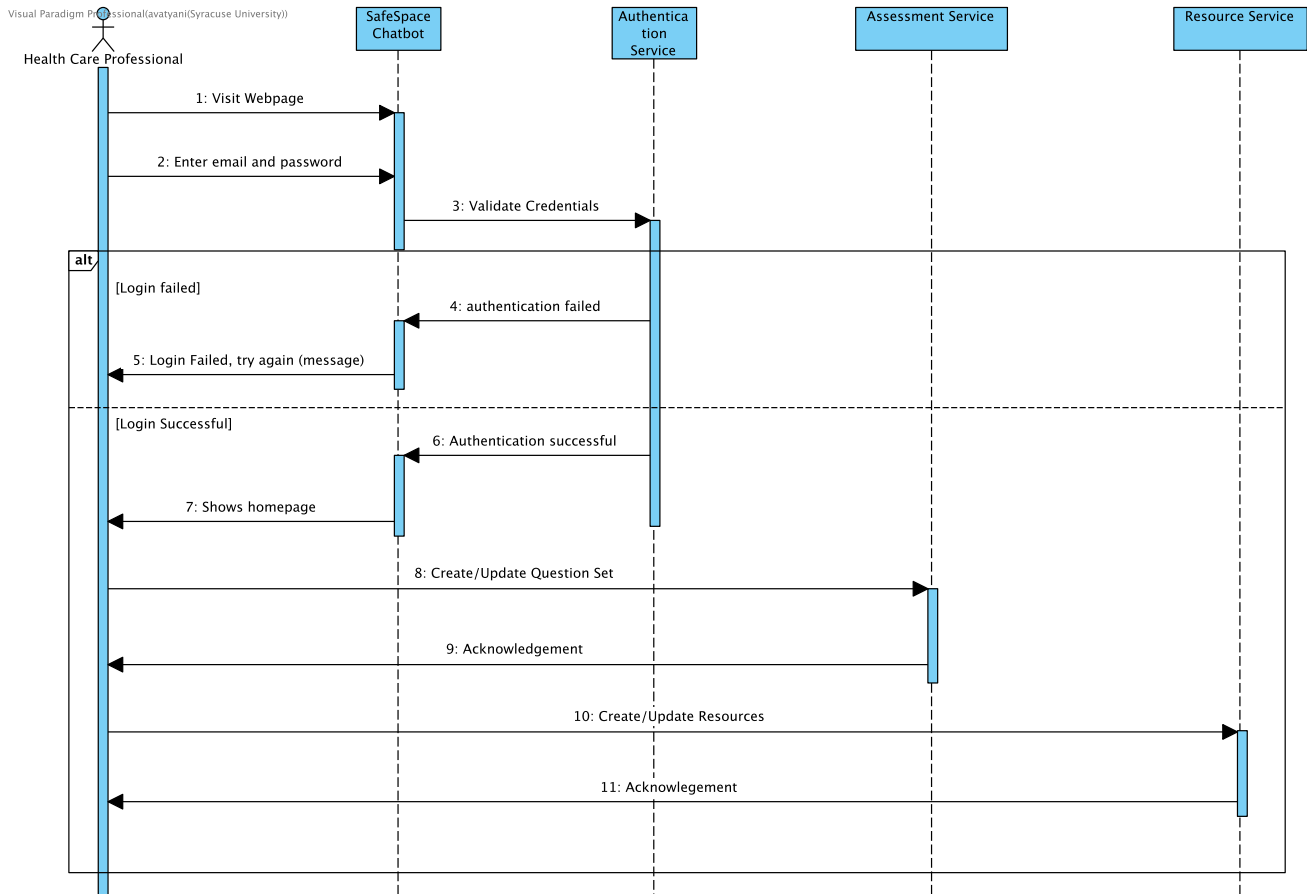 Visual Paradigm Professional(avatyani(Syracuse University))
Health Care Professional
SafeSpace
Chatbot
Authentica
tion
Service
Assessment Service
Resource Service
1: Visit Webpage
2: Enter email and password
3: Validate Credentials
alt
[Login failed]
4: authentication failed
5: Login Failed, try again (message)
[Login Successful]
6: Authentication successful
7: Shows homepage
8: Create/Update Question Set
9: Acknowledgement
10: Create/Update Resources
11: Acknowlegement